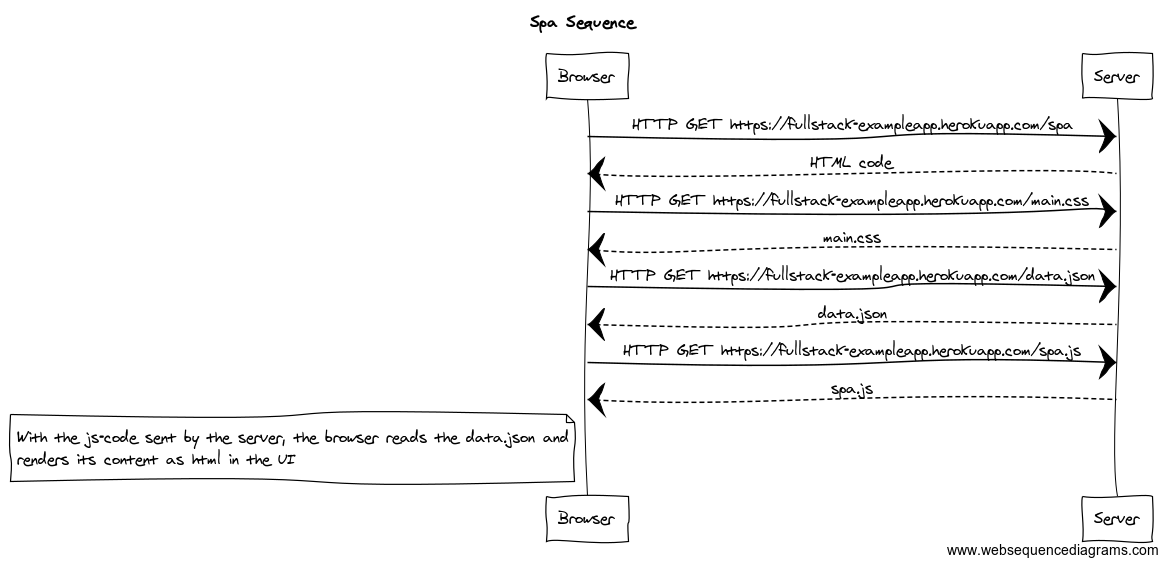 Spa Sequence
Browser
Server
HTTP GET https://fullstack-exampleapp.herokuapp.com/spa
HTML code
HTTP GET https://fullstack-exampleapp.herokuapp.com/main.css
main.css
HTTP GET https://fullstack-exampleapp.herokuapp.com/data.json
data.json
HTTP GET https://fullstack-exampleapp.herokuapp.com/spa.js
spa.js
With the js-code sent by the server, the browser reads the data.json and
renders its content as html in the UI
Browser
Server
www.websequencediagrams.com